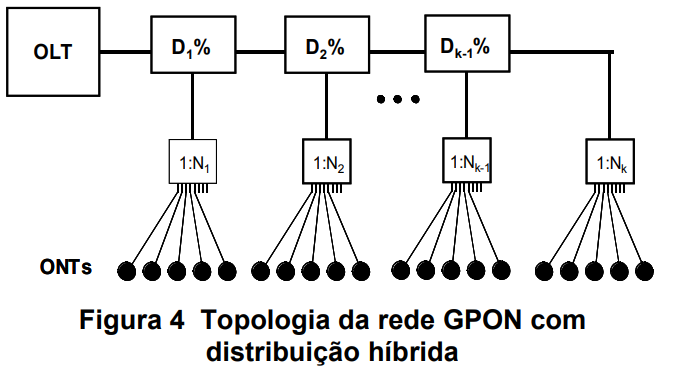 OLT D₁% D₂% Dₖ₋₁%
1:N₁ 1:N₂ 1:Nₖ₋₁ 1:Nₖ
ONTs
Figura 4 Topologia da rede GPON com
distribuição híbrida